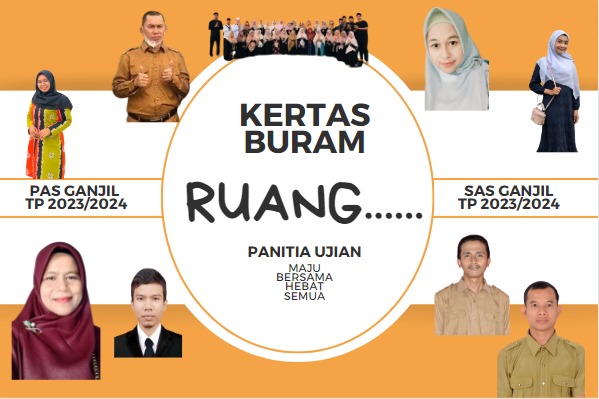 KERTAS
BURAM
RUANG......
PAS GANJIL
TP 2023/2024
SAS GANJIL
TP 2023/2024
PANITIA UJIAN
MAJU
BERSAMA
HEBAT
SEMUA